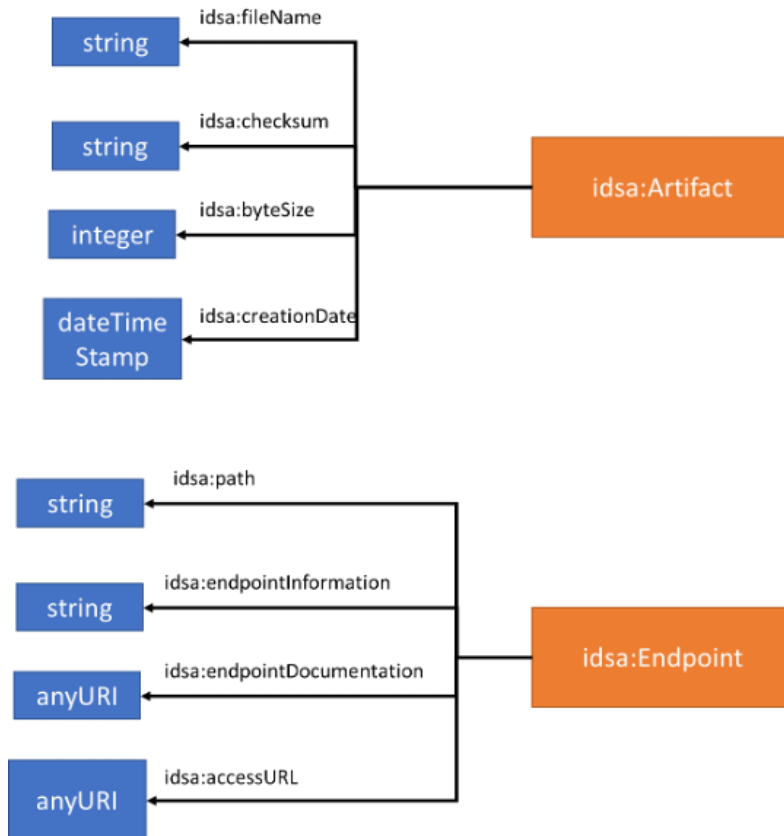 idsa:fileName
string
idsa:checksum
string
idsa:Artifact
idsa:byteSize
integer
idsa:creationDate
dateTime
Stamp
idsa:path
string
idsa:endpointInformation
string
idsa:Endpoint
idsa:endpointDocumentation
anyURI
idsa:accessURL
anyURI